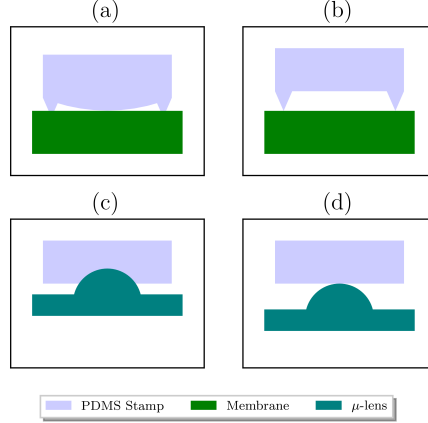 (a)
(b)
(c)
(d)
PDMS Stamp
Membrane
μ-lens